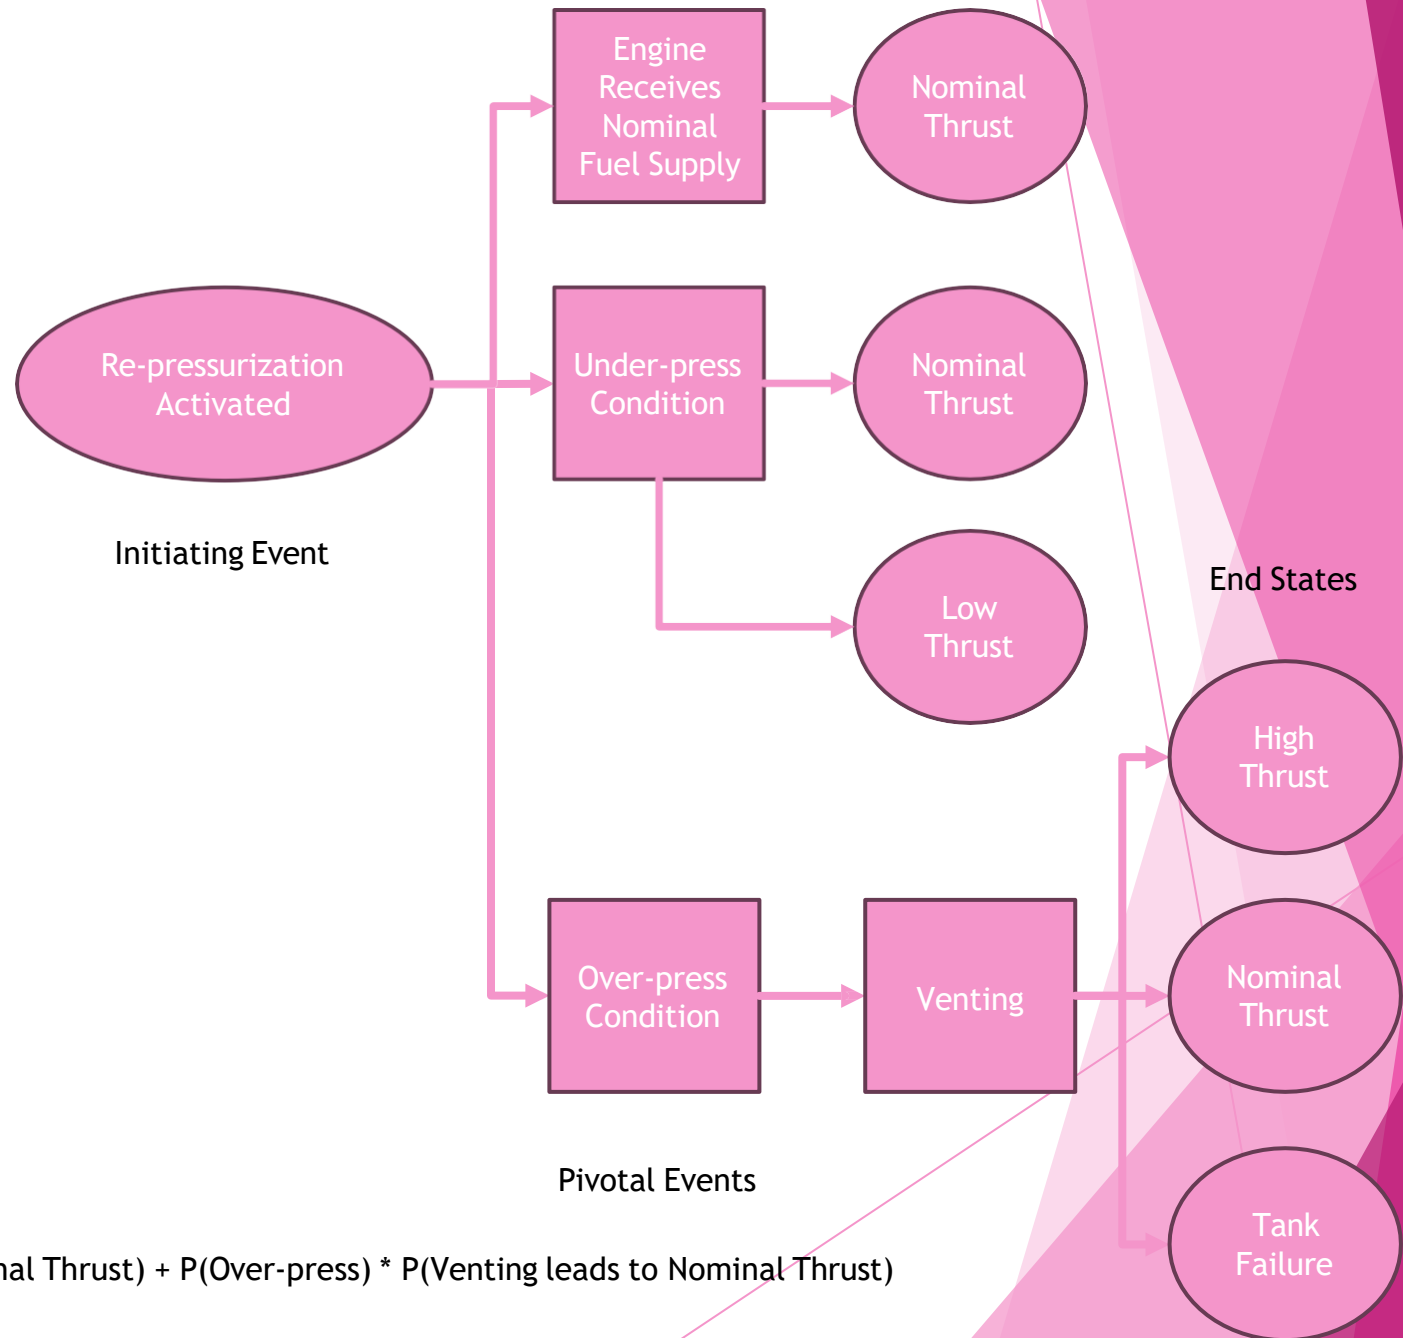 Engine
Receives
Nominal
Fuel Supply
Nominal
Thrust
Re-pressurization
Activated
Under-press
Condition
Nominal
Thrust
Initiating Event
Low
Thrust
End States
High
Thrust
Over-press
Condition
Venting
Nominal
Thrust
Pivotal Events
Tank
Failure
Thrust) + P(Over-press) * P(Venting leads to Nominal Thrust)